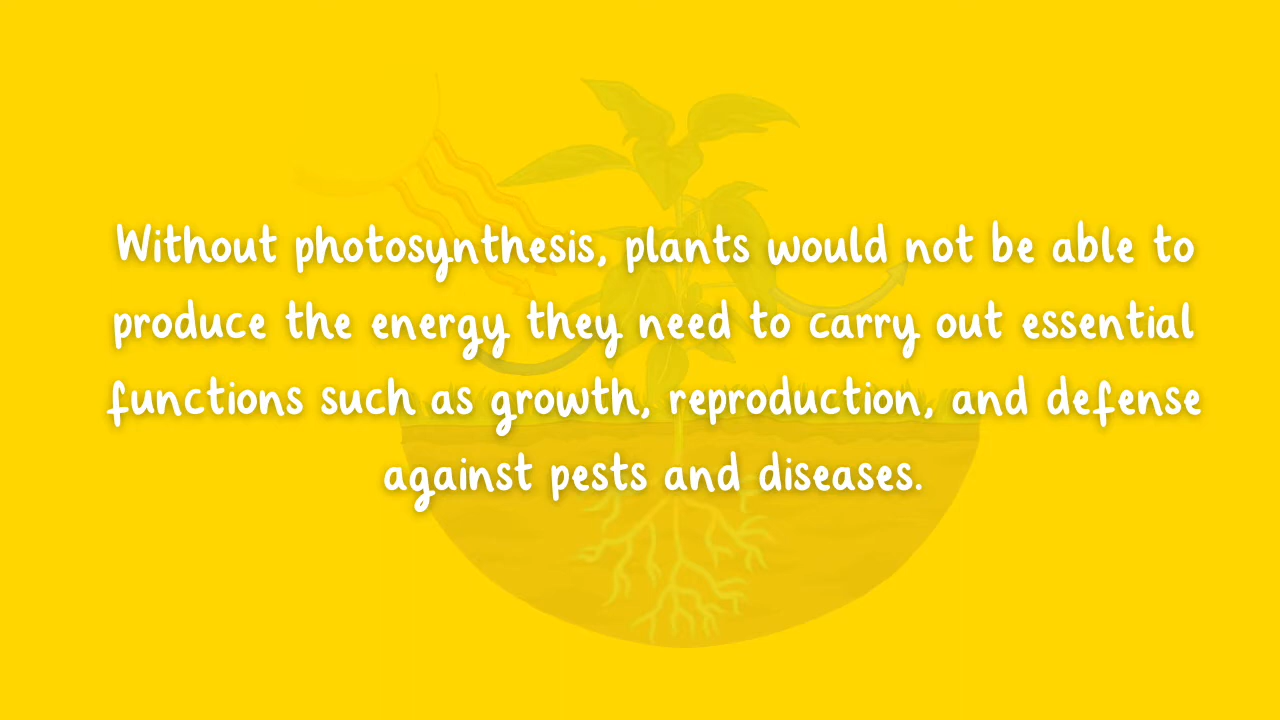 Without photosynthesis, plants would not be able to
produce the energy they need to carry out essential
functions such as growth, reproduction, and defense
against pests and diseases.